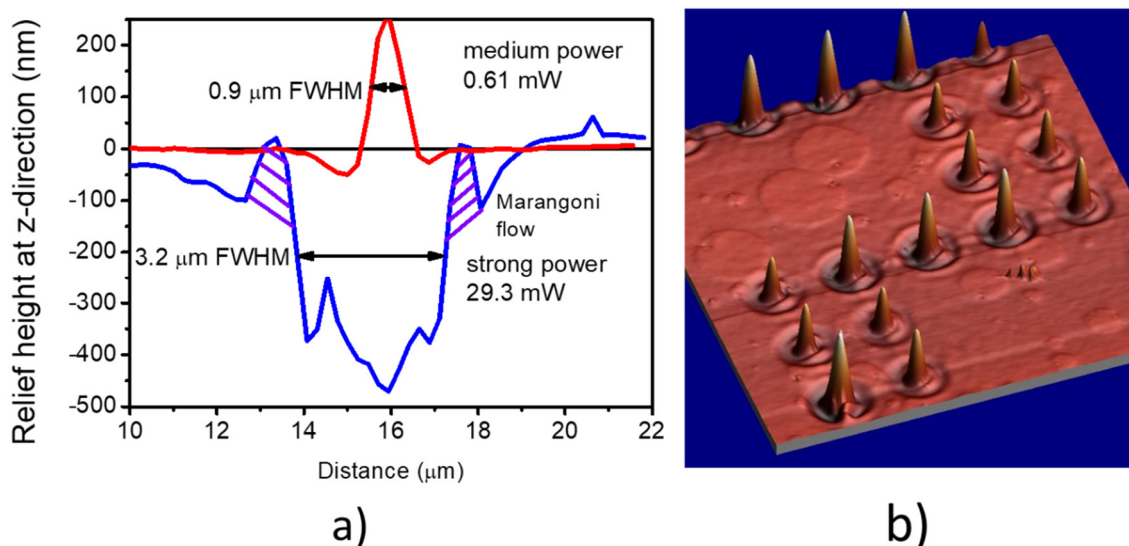 Relief height at z-direction (nm)
200
100
0
-100
-200
-300
-400
-500
10
12
14
16
18
20
22
Distance (μm)
medium power
0.61 mW
0.9 μm FWHM
Marangoni
flow
3.2 μm FWHM
strong power
29.3 mW
a)
b)